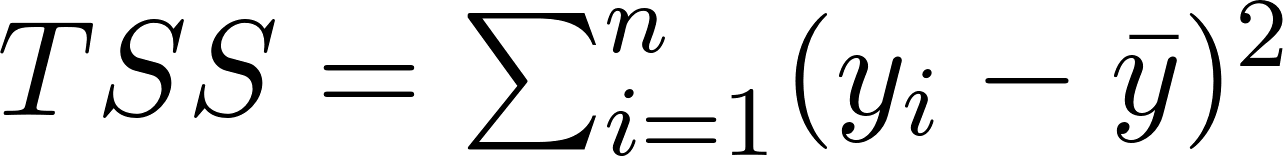 TSS = \sum_{i=1}^{n} (y_i - \bar{y})^2